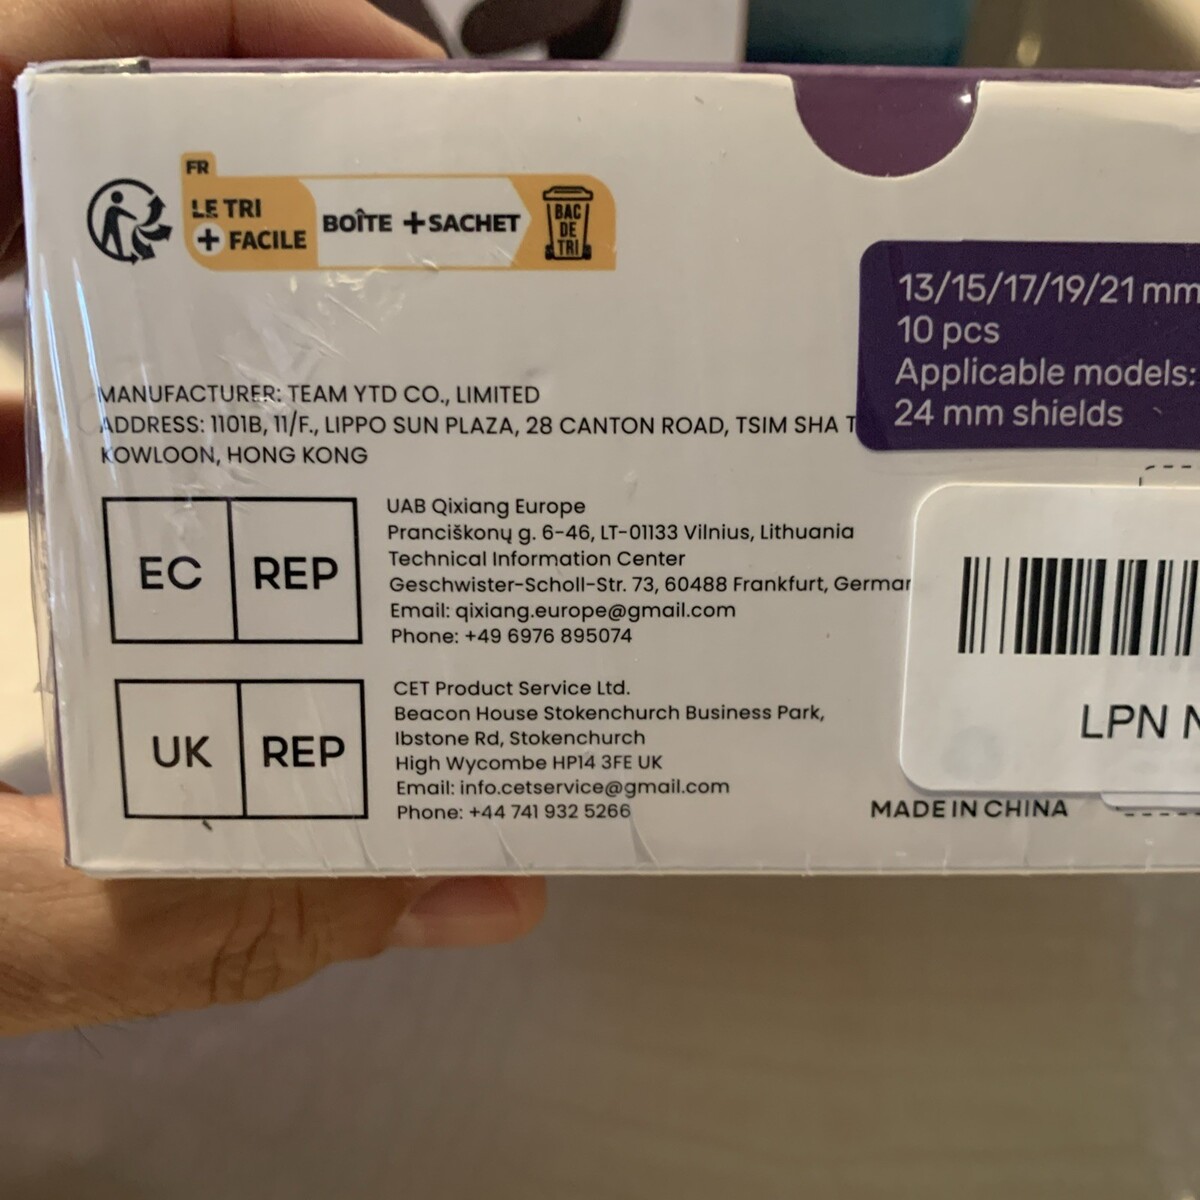 FR
LE TRI
+ FACILE
BOÎTE + SACHET
BAC
DE
TRI
13/15/17/19/21 mm
10 pcs
Applicable models:
24 mm shields
MANUFACTURER: TEAM YTD CO., LIMITED
ADDRESS: 1101B, 11/F., LIPPO SUN PLAZA, 28 CANTON ROAD, TSIM SHA T
KOWLOON, HONG KONG
EC REP
UAB Qixiang Europe
Pranciškonų g. 6-46, LT-01133 Vilnius, Lithuania
Technical Information Center
Geschwister-Scholl-Str. 73, 60488 Frankfurt, German
Email: qixiang.europe@gmail.com
Phone: +49 6976 895074
UK REP
CET Product Service Ltd.
Beacon House Stokenchurch Business Park,
Ibstone Rd, Stokenchurch
High Wycombe HP14 3FE UK
Email: info.cetservice@gmail.com
Phone: +44 741 932 5266
LPN N
MADE IN CHINA